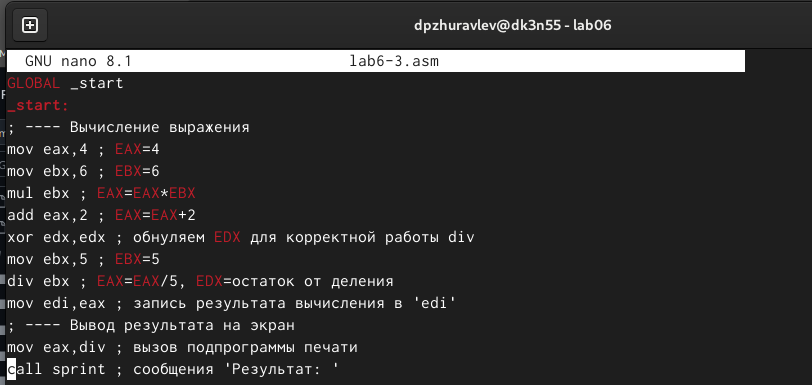 dpzhuravlev@dk3n55 - lab06
GNU nano 8.1 lab6-3.asm
GLOBAL _start
_start:
; ---- Вычисление выражения
mov eax,4 ; EAX=4
mov ebx,6 ; EBX=6
mul ebx ; EAX=EAX*EBX
add eax,2 ; EAX=EAX+2
xor edx,edx ; обнуляем EDX для корректной работы div
mov ebx,5 ; EBX=5
div ebx ; EAX=EAX/5, EDX=остаток от деления
mov edi,eax ; запись результата вычисления в 'edi'
; ---- Вывод результата на экран
mov eax,div ; вызов подпрограммы печати
call sprint ; сообщения 'Результат: '